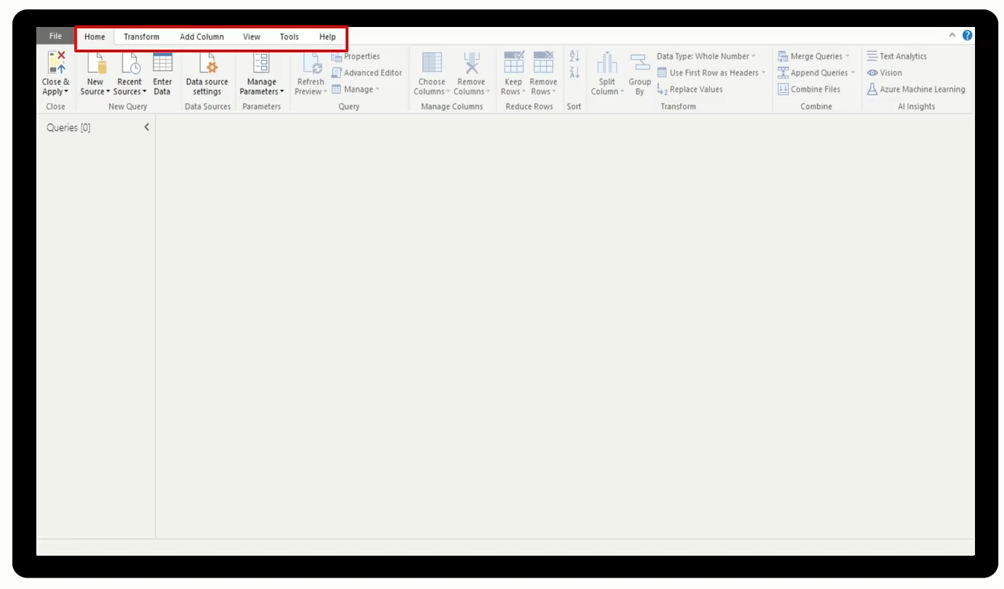 File Home Transform Add Column View Tools Help
Close & Apply
New Source
Recent Sources
Enter Data
Data source settings
Manage Parameters
Refresh Preview
Properties
Advanced Editor
Manage
Choose Columns
Remove Columns
Keep Rows
Remove Rows
Split Column
Group By
Data Type: Whole Number
Use First Row as Headers
Replace Values
Merge Queries
Append Queries
Combine Files
Text Analytics
Vision
Azure Machine Learning
Close New Query Data Sources Parameters Query Manage Columns Reduce Rows Sort Transform Combine AI Insights
Queries [0]